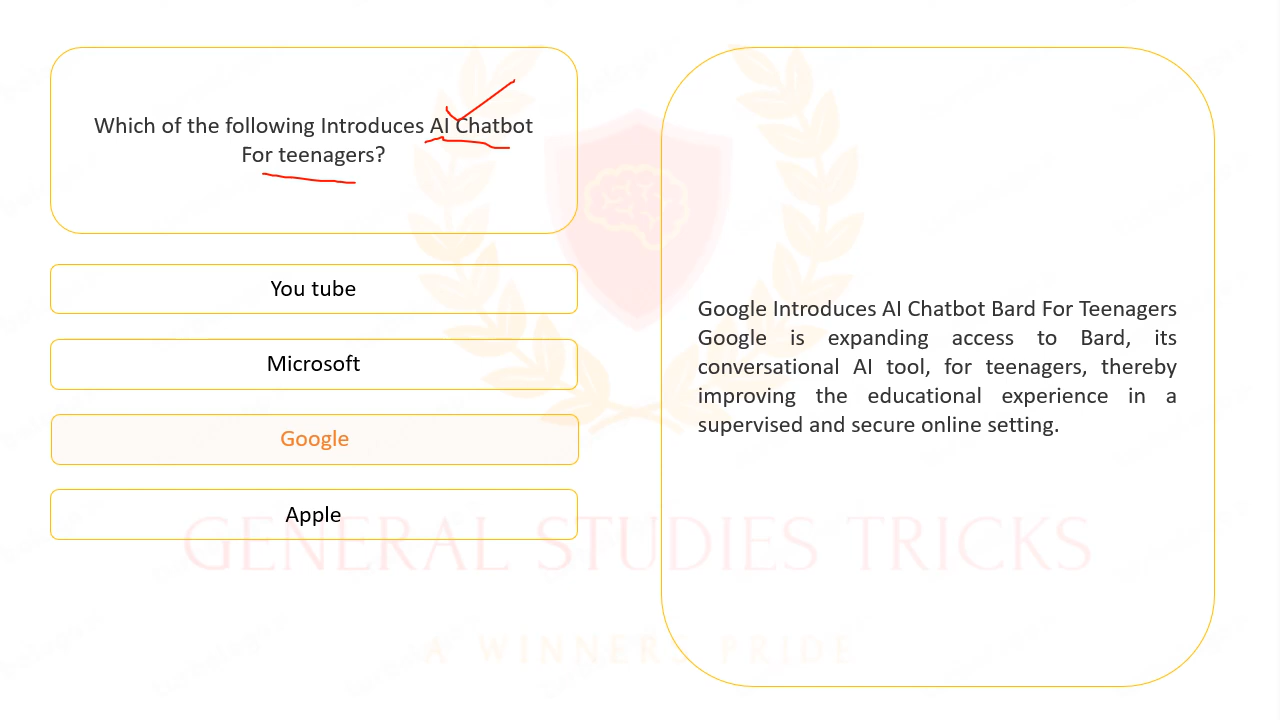 Which of the following Introduces AI Chatbot
For teenagers?
You tube
Microsoft
Google
Apple
Google Introduces AI Chatbot Bard For Teenagers
Google is expanding access to Bard, its
conversational AI tool, for teenagers, thereby
improving the educational experience in a
supervised and secure online setting.
GENERAL STUDIES TRICKS
A WINNERS PRIDE